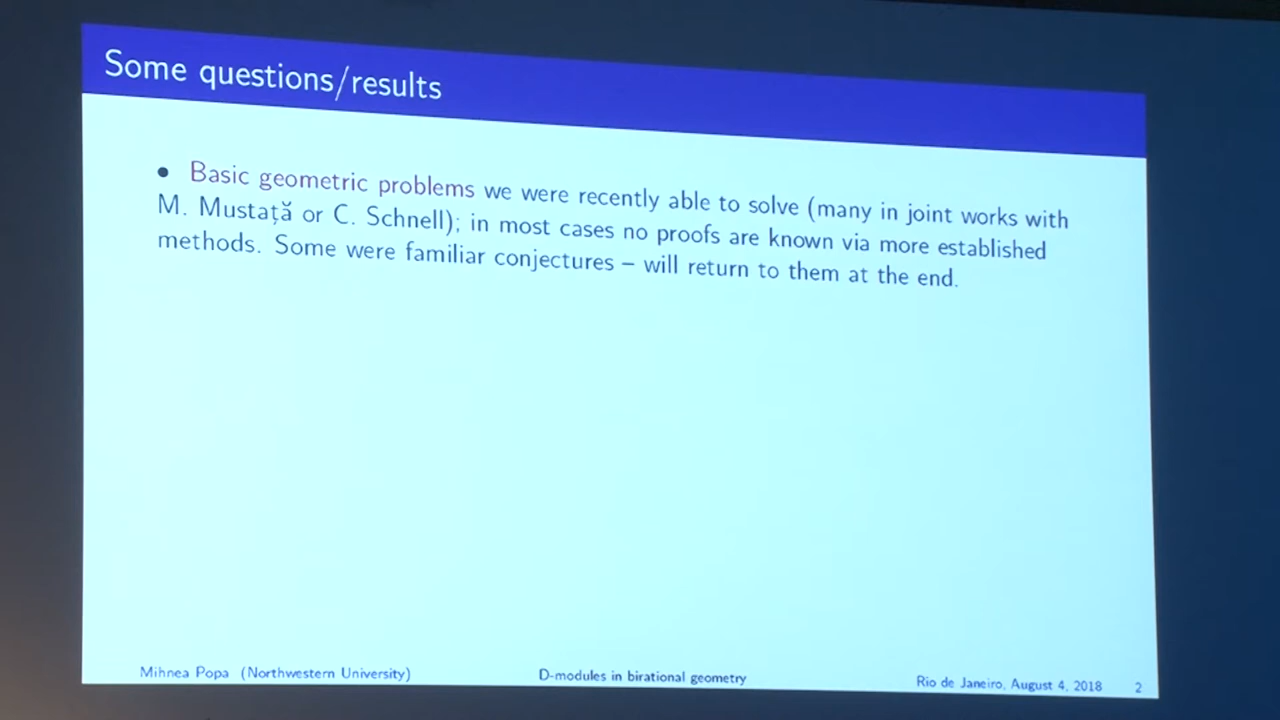 Some questions/results
• Basic geometric problems we were recently able to solve (many in joint works with
M. Mustață or C. Schnell); in most cases no proofs are known via more established
methods. Some were familiar conjectures – will return to them at the end.
Mihnea Popa (Northwestern University)
D-modules in birational geometry
Rio de Janeiro, August 4, 2018
2